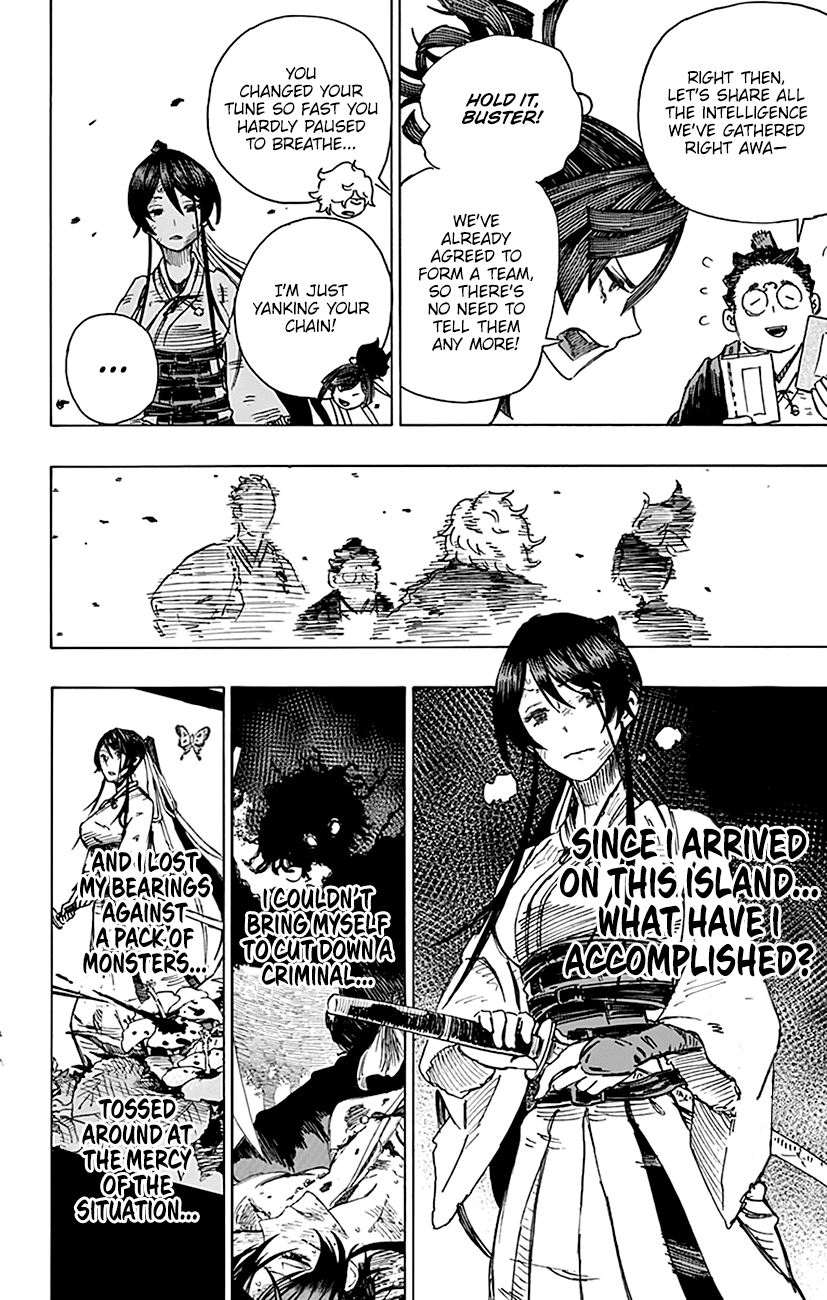 RIGHT THEN,
LET'S SHARE ALL
THE INTELLIGENCE
WE'VE GATHERED
RIGHT AWA—
HOLD IT,
BUSTER!
WE'VE
ALREADY
AGREED TO
FORM A TEAM,
SO THERE'S
NO NEED TO
TELL THEM
ANY MORE!
YOU
CHANGED YOUR
TUNE SO FAST YOU
HARDLY PAUSED
TO BREATHE...
I'M JUST
YANKING YOUR
CHAIN!
...
SINCE I ARRIVED
ON THIS ISLAND...
WHAT HAVE I
ACCOMPLISHED?
I COULDN'T
BRING MYSELF
TO CUT DOWN A
CRIMINAL...
AND I LOST
MY BEARINGS
AGAINST
A PACK OF
MONSTERS...
TOSSED
AROUND AT
THE MERCY
OF THE
SITUATION...